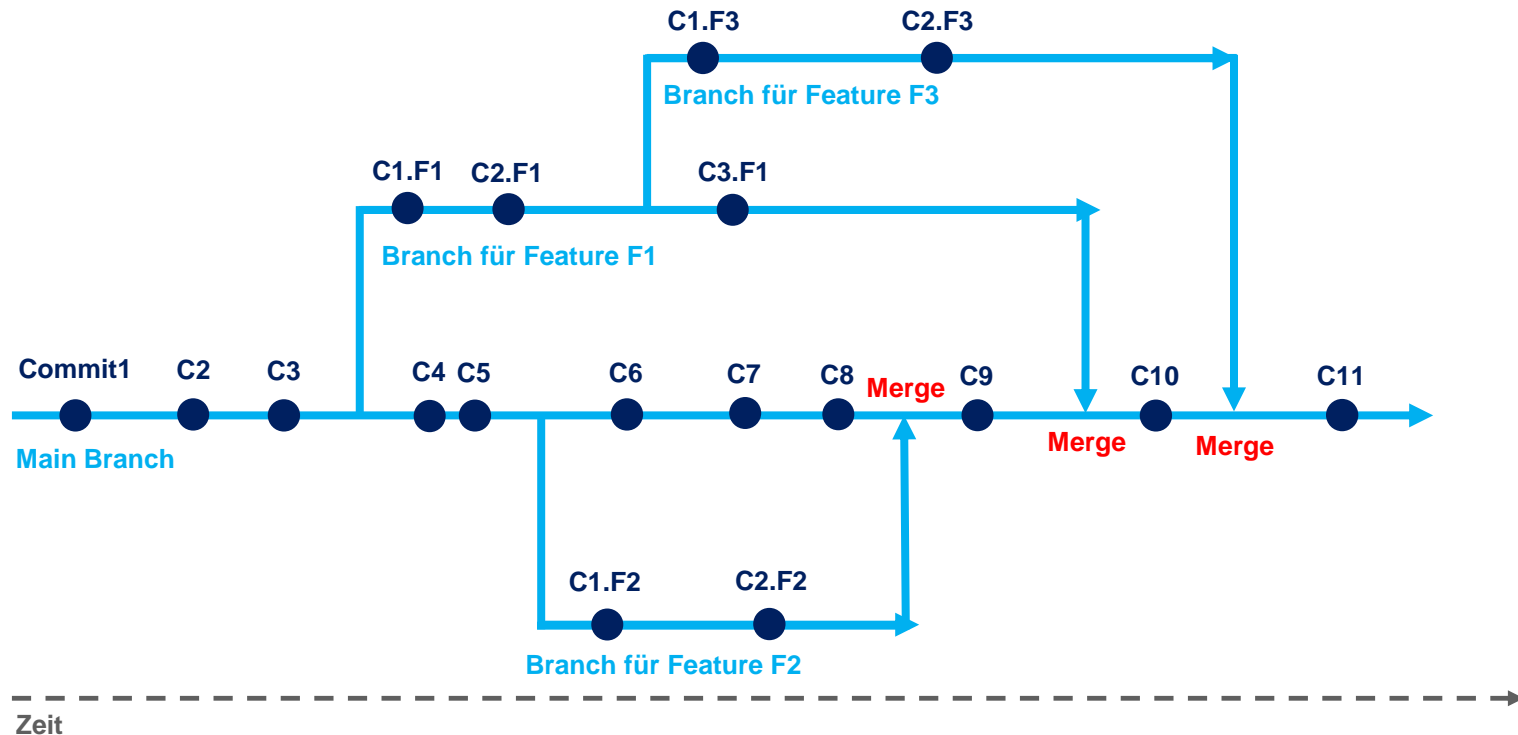 C1.F3
C2.F3
Branch für Feature F3
C1.F1
C2.F1
C3.F1
Branch für Feature F1
Commit1
C2
C3
C4
C5
C6
C7
C8
Merge
C9
C10
C11
Merge
Merge
Main Branch
C1.F2
C2.F2
Branch für Feature F2
Zeit